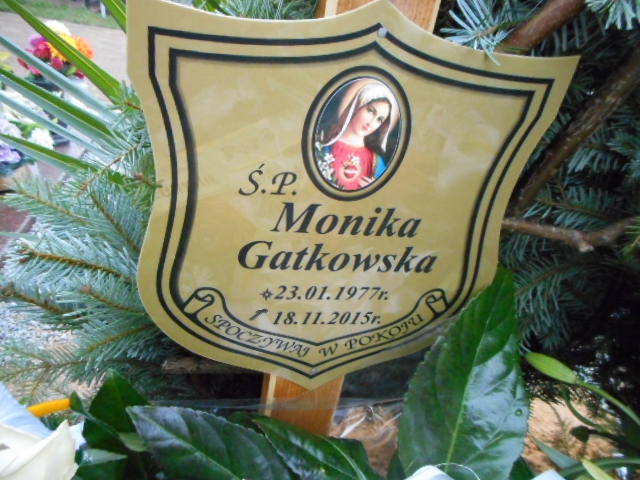 Ś.P.
Monika
Gatkowska
23.01.1977r.
18.11.2015r.
SPOCZYWAJ W POKOJU